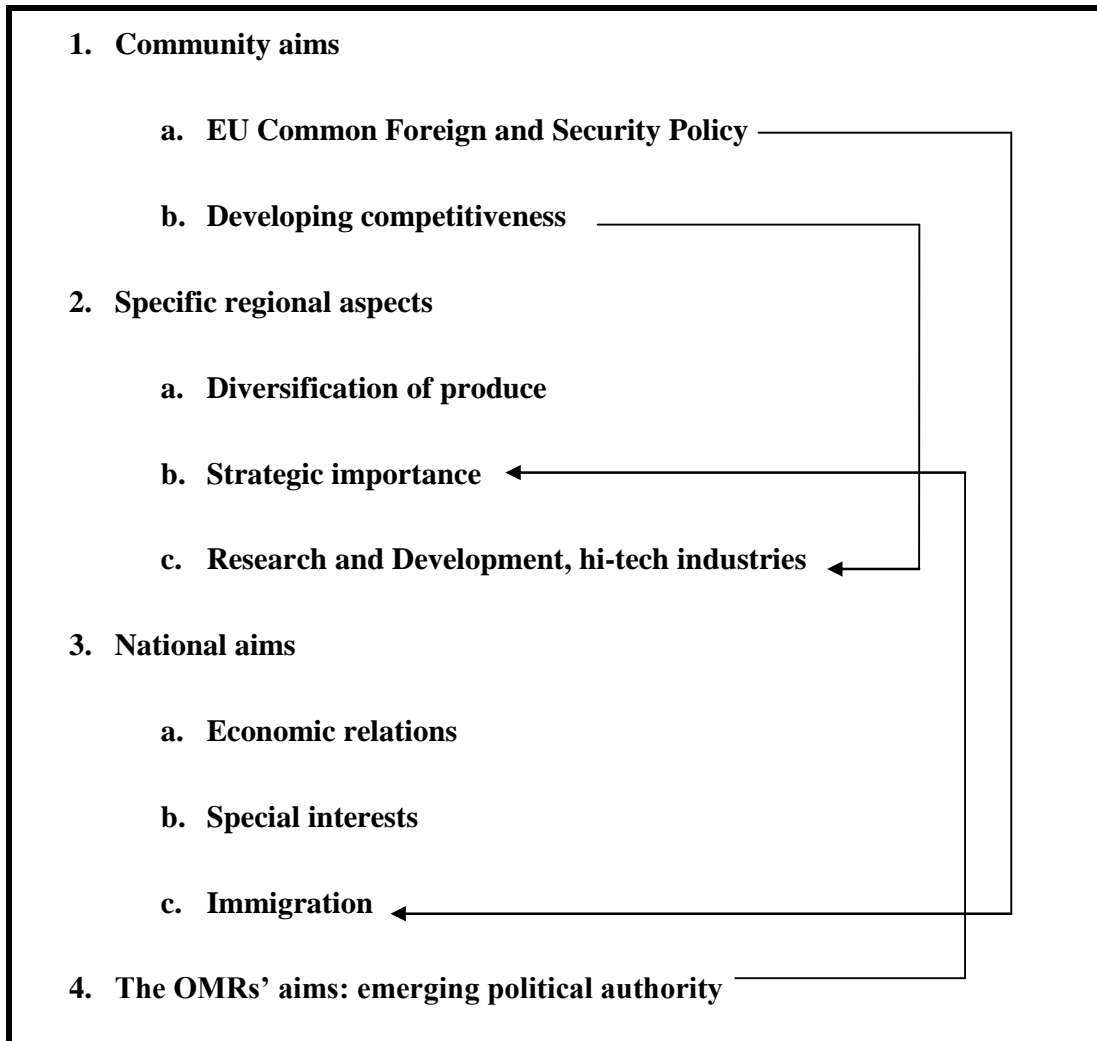 1. Community aims
a. EU Common Foreign and Security Policy
b. Developing competitiveness
2. Specific regional aspects
a. Diversification of produce
b. Strategic importance
c. Research and Development, hi-tech industries
3. National aims
a. Economic relations
b. Special interests
c. Immigration
4. The OMRs’ aims: emerging political authority